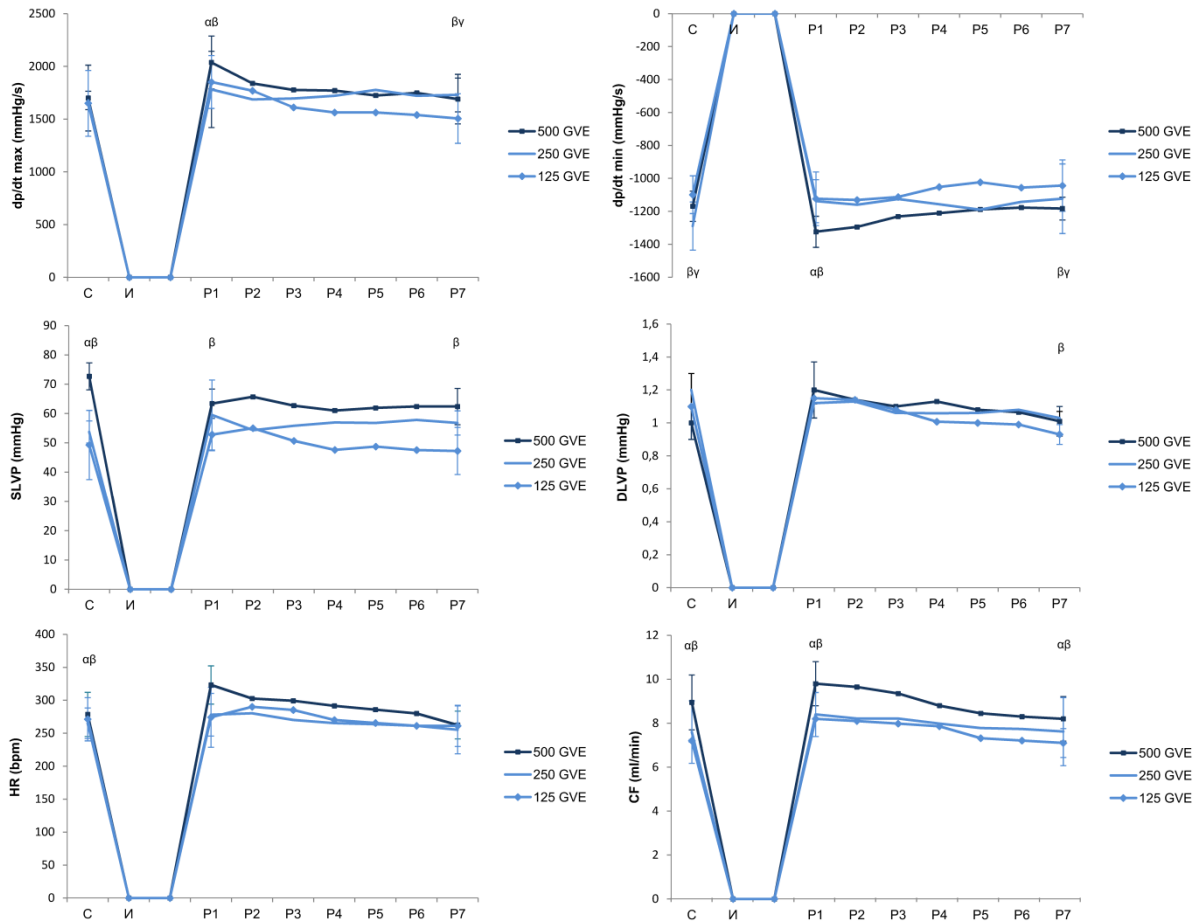 αβ
βγ
2500
2000
1500
1000
500
0
dp/dt max (mmHg/s)
C
И
P1
P2
P3
P4
P5
P6
P7
500 GVE
250 GVE
125 GVE
0
-200
-400
-600
-800
-1000
-1200
-1400
-1600
dp/dt min (mmHg/s)
C
И
P1
P2
P3
P4
P5
P6
P7
βγ
αβ
βγ
500 GVE
250 GVE
125 GVE
90
80
70
60
50
40
30
20
10
0
SLVP (mmHg)
αβ
β
β
C
И
P1
P2
P3
P4
P5
P6
P7
500 GVE
250 GVE
125 GVE
1,6
1,4
1,2
1
0,8
0,6
0,4
0,2
0
DLVP (mmHg)
β
C
И
P1
P2
P3
P4
P5
P6
P7
500 GVE
250 GVE
125 GVE
400
350
300
250
200
150
100
50
0
HR (bpm)
αβ
C
И
P1
P2
P3
P4
P5
P6
P7
500 GVE
250 GVE
125 GVE
12
10
8
6
4
2
0
CF (ml/min)
αβ
αβ
αβ
C
И
P1
P2
P3
P4
P5
P6
P7
500 GVE
250 GVE
125 GVE